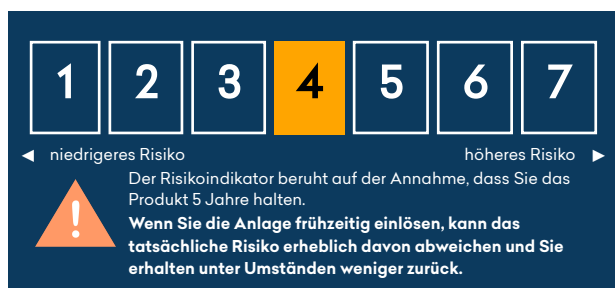 1 2 3 4 5 6 7
◄ niedrigeres Risiko höheres Risiko ►
Der Risikoindikator beruht auf der Annahme, dass Sie das
Produkt 5 Jahre halten.
Wenn Sie die Anlage frühzeitig einlösen, kann das
tatsächliche Risiko erheblich davon abweichen und Sie
erhalten unter Umständen weniger zurück.